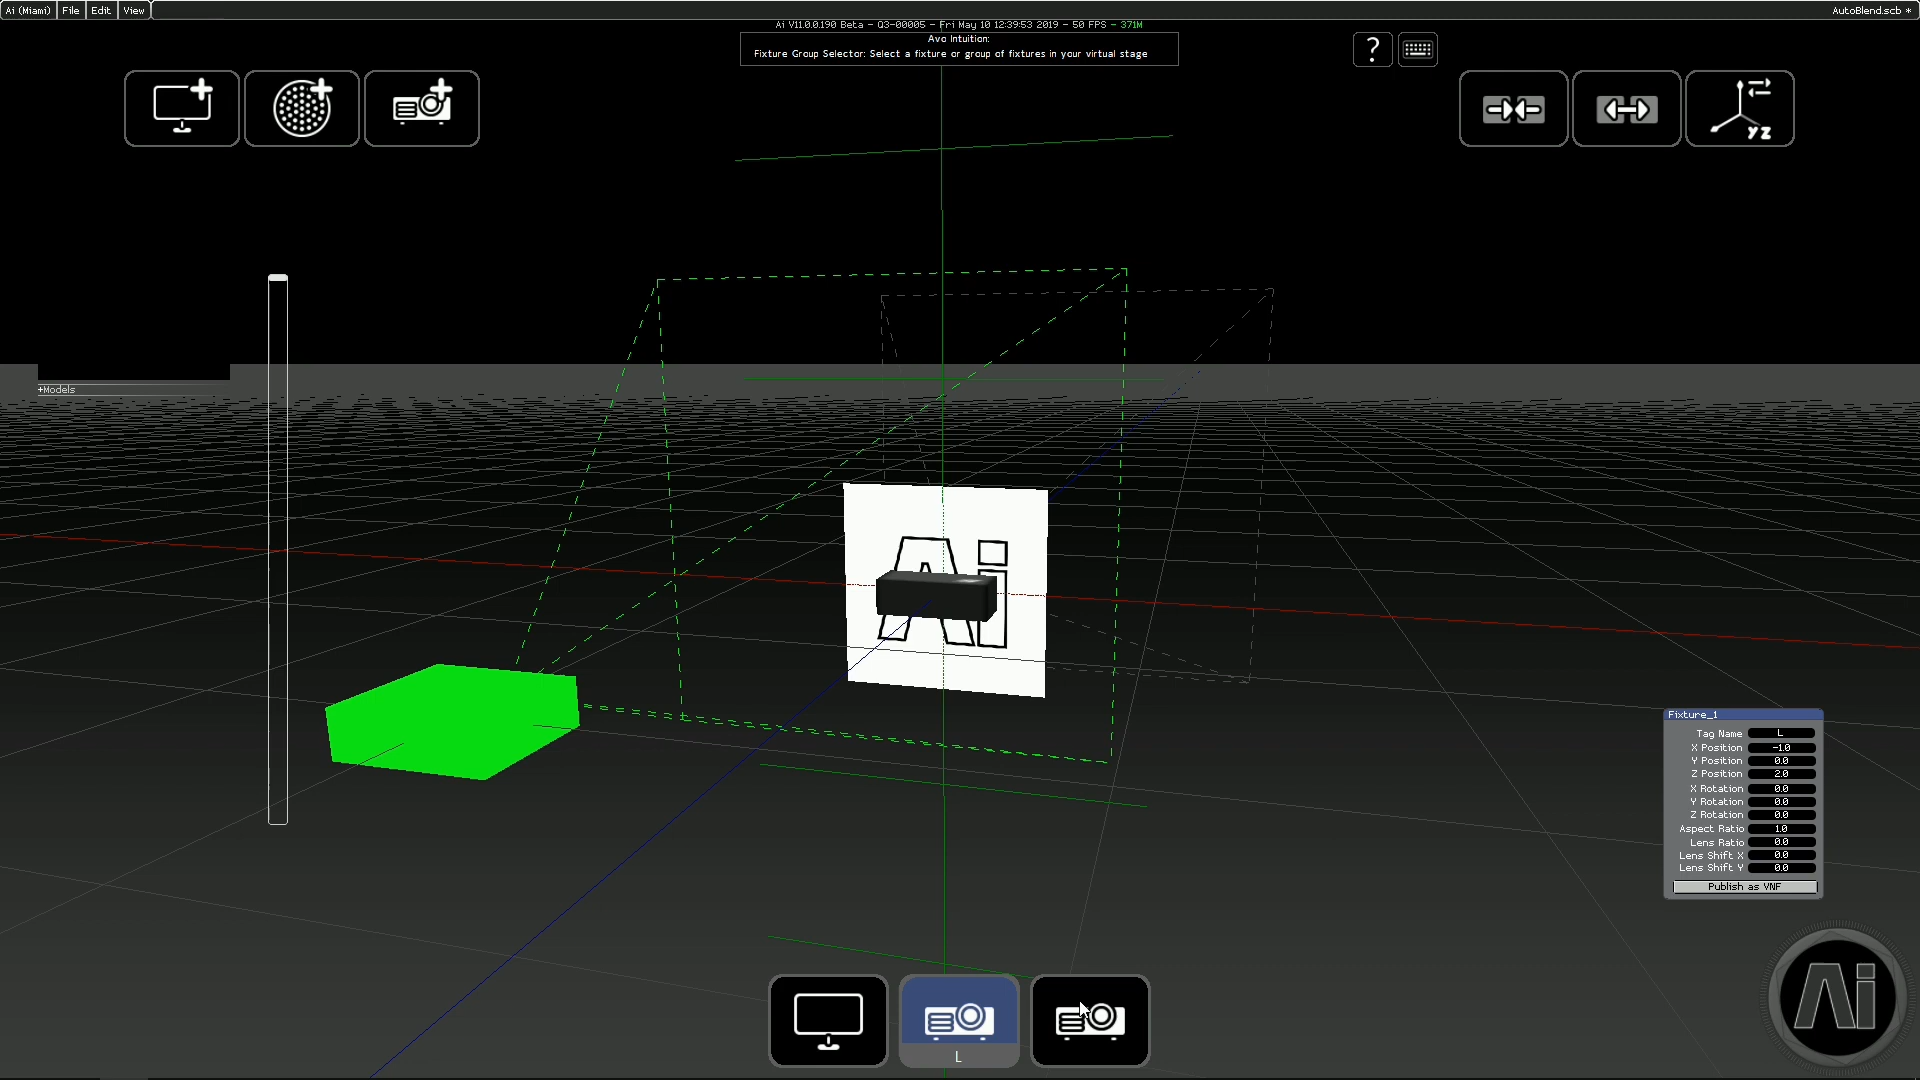 Ai (Miami) File Edit View
AutoBlend.scb *
Ai V11.0.0.190 Beta - Q3-00005 - Fri May 10 12:39:53 2019 - 50 FPS - 371M
Avo Intuition:
Fixture Group Selector: Select a fixture or group of fixtures in your virtual stage
?
YZ
+Models
Ai
Fixture_1
Tag Name L
X Position -1.0
Y Position 0.0
Z Position 2.0
X Rotation 0.0
Y Rotation 0.0
Z Rotation 0.0
Aspect Ratio 1.0
Lens Ratio 0.0
Lens Shift X 0.0
Lens Shift Y 0.0
Publish as VNF
L
Ai